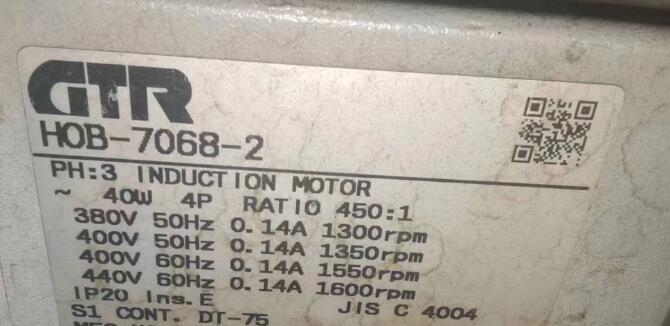 GTR
HOB-7068-2
PH:3 INDUCTION MOTOR
~ 40W 4P RATIO 450:1
380V 50Hz 0.14A 1300rpm
400V 50Hz 0.14A 1350rpm
400V 60Hz 0.14A 1550rpm
440V 60Hz 0.14A 1600rpm
IP20 Ins.E JIS C 4004
S1 CONT. DT-75